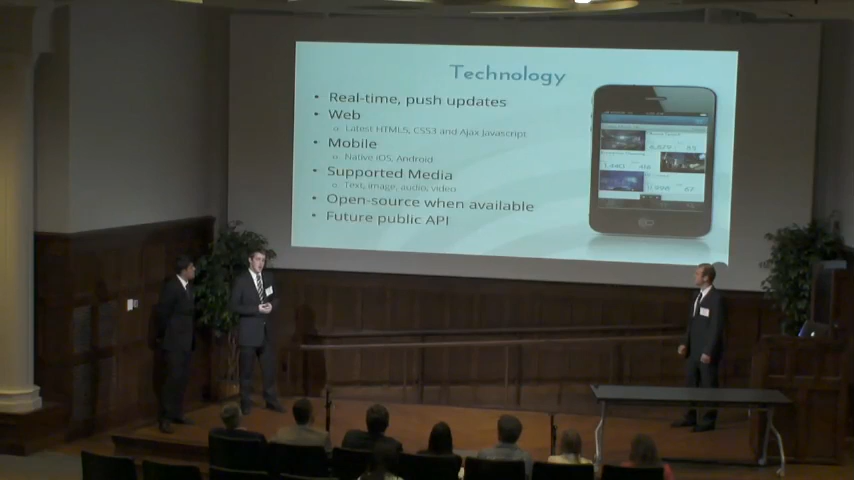 Technology
• Real-time, push updates
• Web
o Latest HTML5, CSS3 and Ajax Javascript
• Mobile
o Native iOS, Android
• Supported Media
o Text, image, audio, video
• Open-source when available
• Future public API